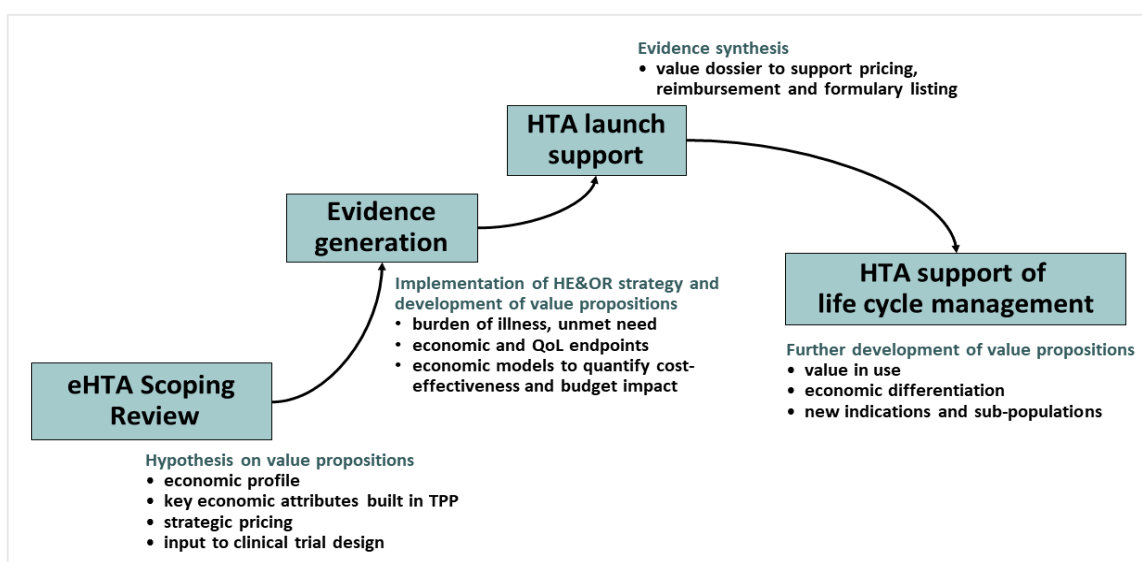 eHTA Scoping
Review
Hypothesis on value propositions
• economic profile
• key economic attributes built in TPP
• strategic pricing
• input to clinical trial design
Evidence
generation
Implementation of HE&OR strategy and
development of value propositions
• burden of illness, unmet need
• economic and QoL endpoints
• economic models to quantify cost-
effectiveness and budget impact
HTA launch
support
Evidence synthesis
• value dossier to support pricing,
reimbursement and formulary listing
HTA support of
life cycle management
Further development of value propositions
• value in use
• economic differentiation
• new indications and sub-populations